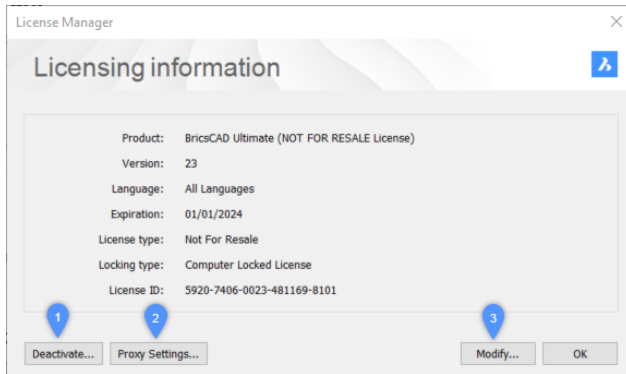 License Manager
Licensing information
Product: BricsCAD Ultimate (NOT FOR RESALE License)
Version: 23
Language: All Languages
Expiration: 01/01/2024
License type: Not For Resale
Locking type: Computer Locked License
License ID: 5920-7406-0023-481169-8101
1 2 3
Deactivate... Proxy Settings... Modify... OK